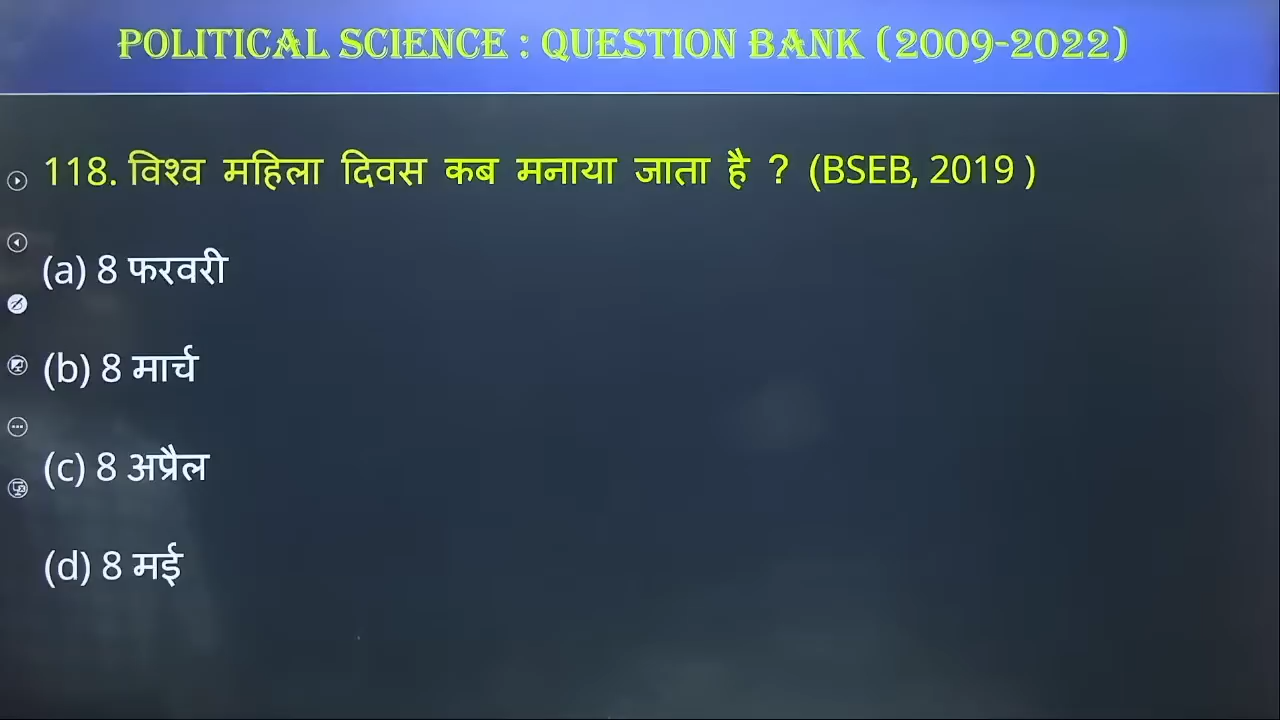 POLITICAL SCIENCE : QUESTION BANK (2009-2022)
118. विश्व महिला दिवस कब मनाया जाता है ? (BSEB, 2019 )
(a) 8 फरवरी
(b) 8 मार्च
(c) 8 अप्रैल
(d) 8 मई